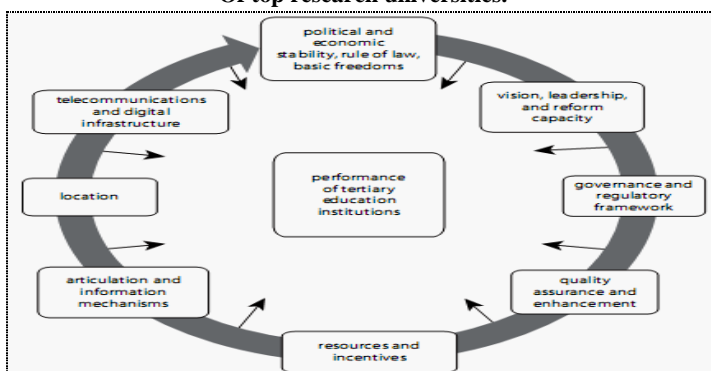 Of top research universities.
political and
economic
stability, rule of law,
basic freedoms
vision, leadership,
and reform
capacity
governance and
regulatory
framework
quality
assurance and
enhancement
resources and
incentives
articulation and
information
mechanisms
location
telecommunications
and digital
infrastructure
performance
of tertiary
education
institutions